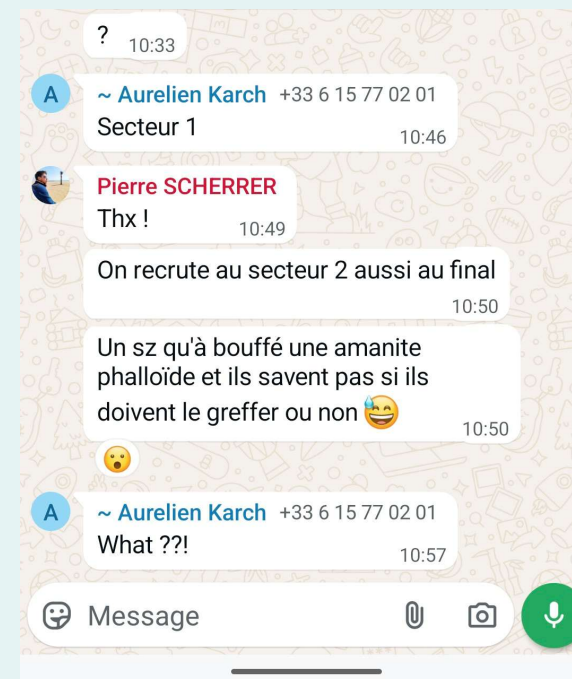 ?
10:33
A
~ Aurelien Karch +33 6 15 77 02 01
Secteur 1
10:46
Pierre SCHERRER
Thx !
10:49
On recrute au secteur 2 aussi au final
10:50
Un sz qu'à bouffé une amanite
phalloïde et ils savent pas si ils
doivent le greffer ou non 😅
10:50
😮
A
~ Aurelien Karch +33 6 15 77 02 01
What ??!
10:57
Message